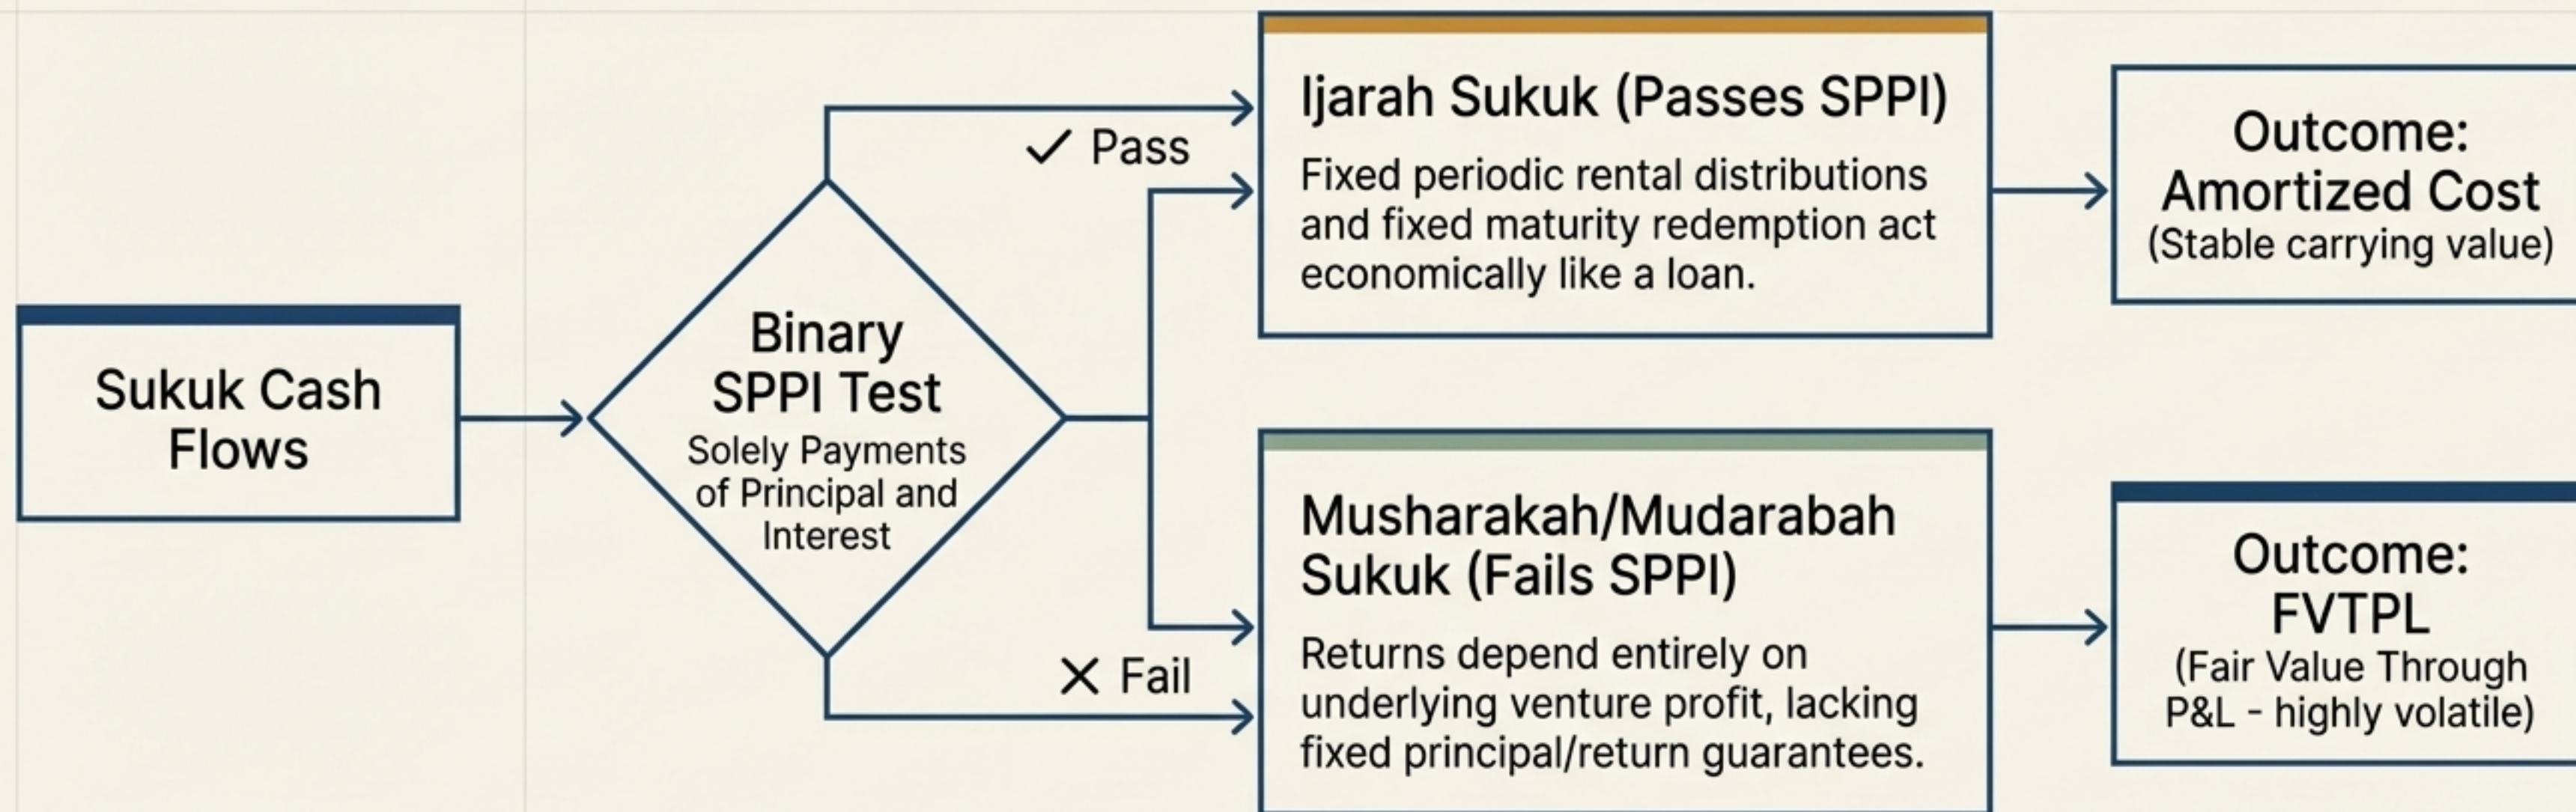 Sukuk Cash
Flows
Binary
SPPI Test
Solely Payments
of Principal and
Interest
✓ Pass
✕ Fail
Ijarah Sukuk (Passes SPPI)
Fixed periodic rental distributions
and fixed maturity redemption act
economically like a loan.
Outcome:
Amortized Cost
(Stable carrying value)
Musharakah/Mudarabah
Sukuk (Fails SPPI)
Returns depend entirely on
underlying venture profit, lacking
fixed principal/return guarantees.
Outcome:
FVTPL
(Fair Value Through
P&L - highly volatile)